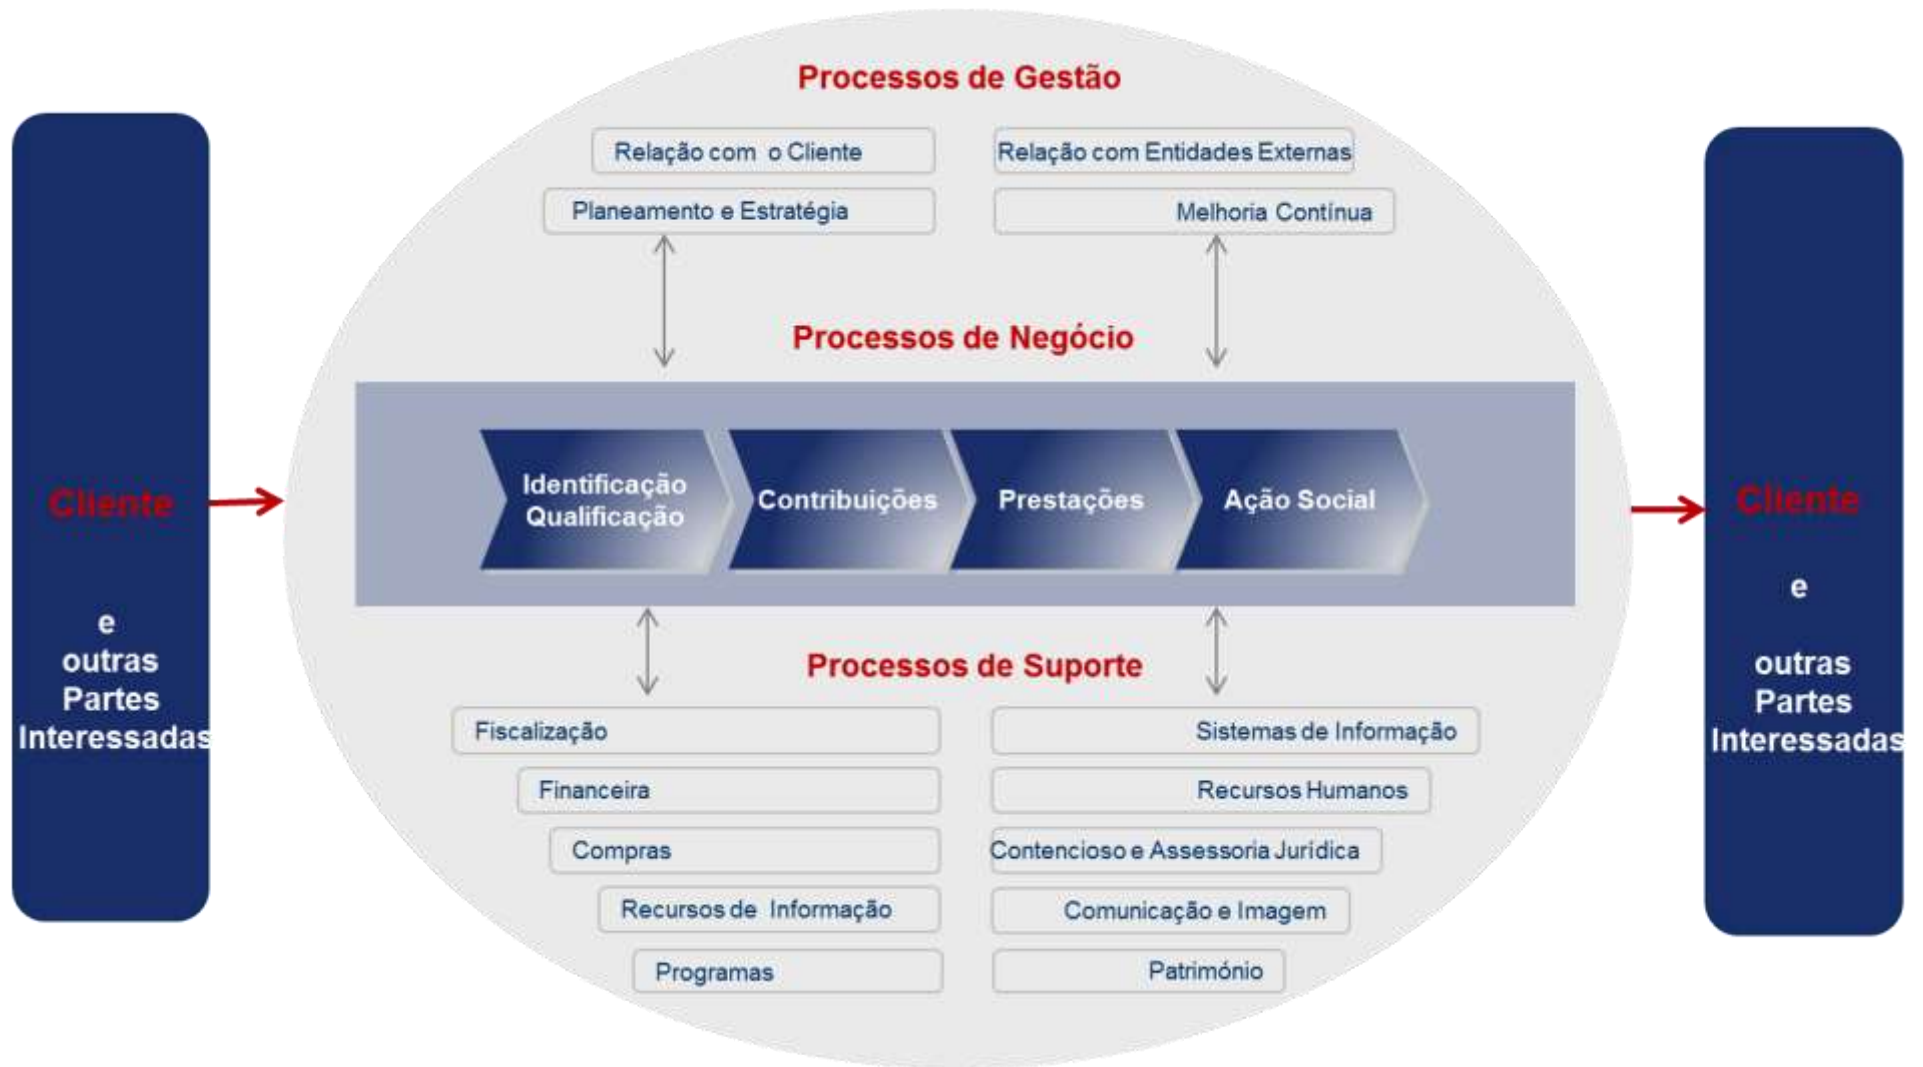 Processos de Gestão
Relação com o Cliente
Relação com Entidades Externas
Planeamento e Estratégia
Melhoria Contínua
Processos de Negócio
Cliente
e
outras
Partes
Interessadas
Identificação
Qualificação
Contribuições
Prestações
Ação Social
Cliente
e
outras
Partes
Interessadas
Processos de Suporte
Fiscalização
Sistemas de Informação
Financeira
Recursos Humanos
Compras
Contencioso e Assessoria Jurídica
Recursos de Informação
Comunicação e Imagem
Programas
Património